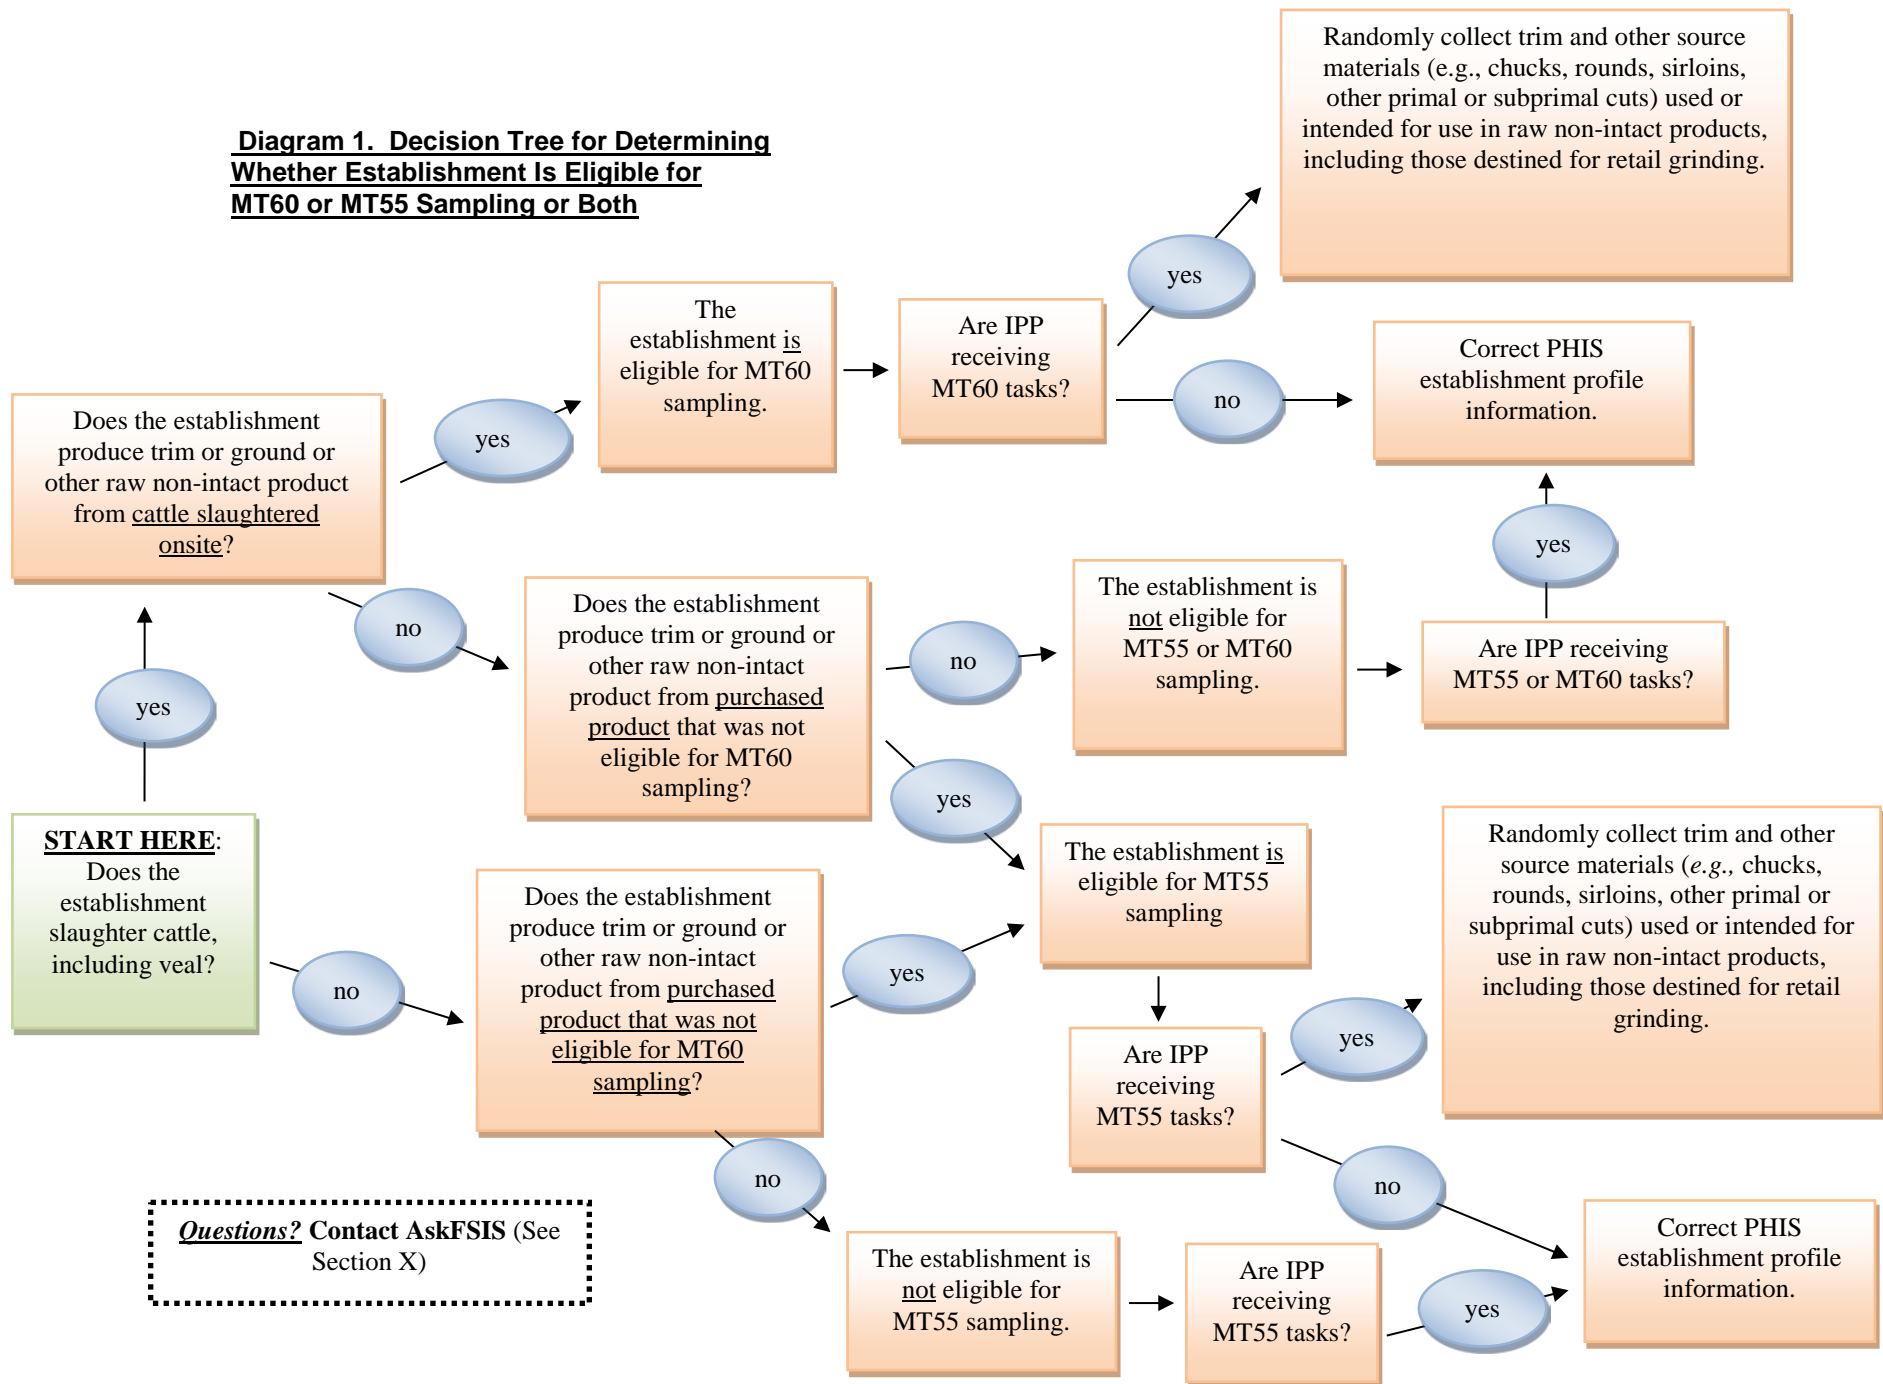 Diagram 1.  Decision Tree for Determining
Whether Establishment Is Eligible for
MT60 or MT55 Sampling or Both
Randomly collect trim and other source
materials (e.g., chucks, rounds, sirloins,
other primal or subprimal cuts) used or
intended for use in raw non-intact products,
including those destined for retail grinding.
yes
The
establishment is
eligible for MT60
sampling.
Are IPP
receiving
MT60 tasks?
no
Correct PHIS
establishment profile
information.
Does the establishment
produce trim or ground or
other raw non-intact product
from cattle slaughtered
onsite?
yes
no
Does the establishment
produce trim or ground or
other raw non-intact
product from purchased
product that was not
eligible for MT60
sampling?
no
The establishment is
not eligible for
MT55 or MT60
sampling.
yes
Are IPP receiving
MT55 or MT60 tasks?
yes
yes
START HERE:
Does the
establishment
slaughter cattle,
including veal?
no
Does the establishment
produce trim or ground or
other raw non-intact
product from purchased
product that was not
eligible for MT60
sampling?
yes
The establishment is
eligible for MT55
sampling
Are IPP
receiving
MT55 tasks?
yes
Randomly collect trim and other
source materials (e.g., chucks,
rounds, sirloins, other primal or
subprimal cuts) used or intended for
use in raw non-intact products,
including those destined for retail
grinding.
no
no
Questions? Contact AskFSIS (See
Section X)
The establishment is
not eligible for
MT55 sampling.
Are IPP
receiving
MT55 tasks?
yes
Correct PHIS
establishment profile
information.